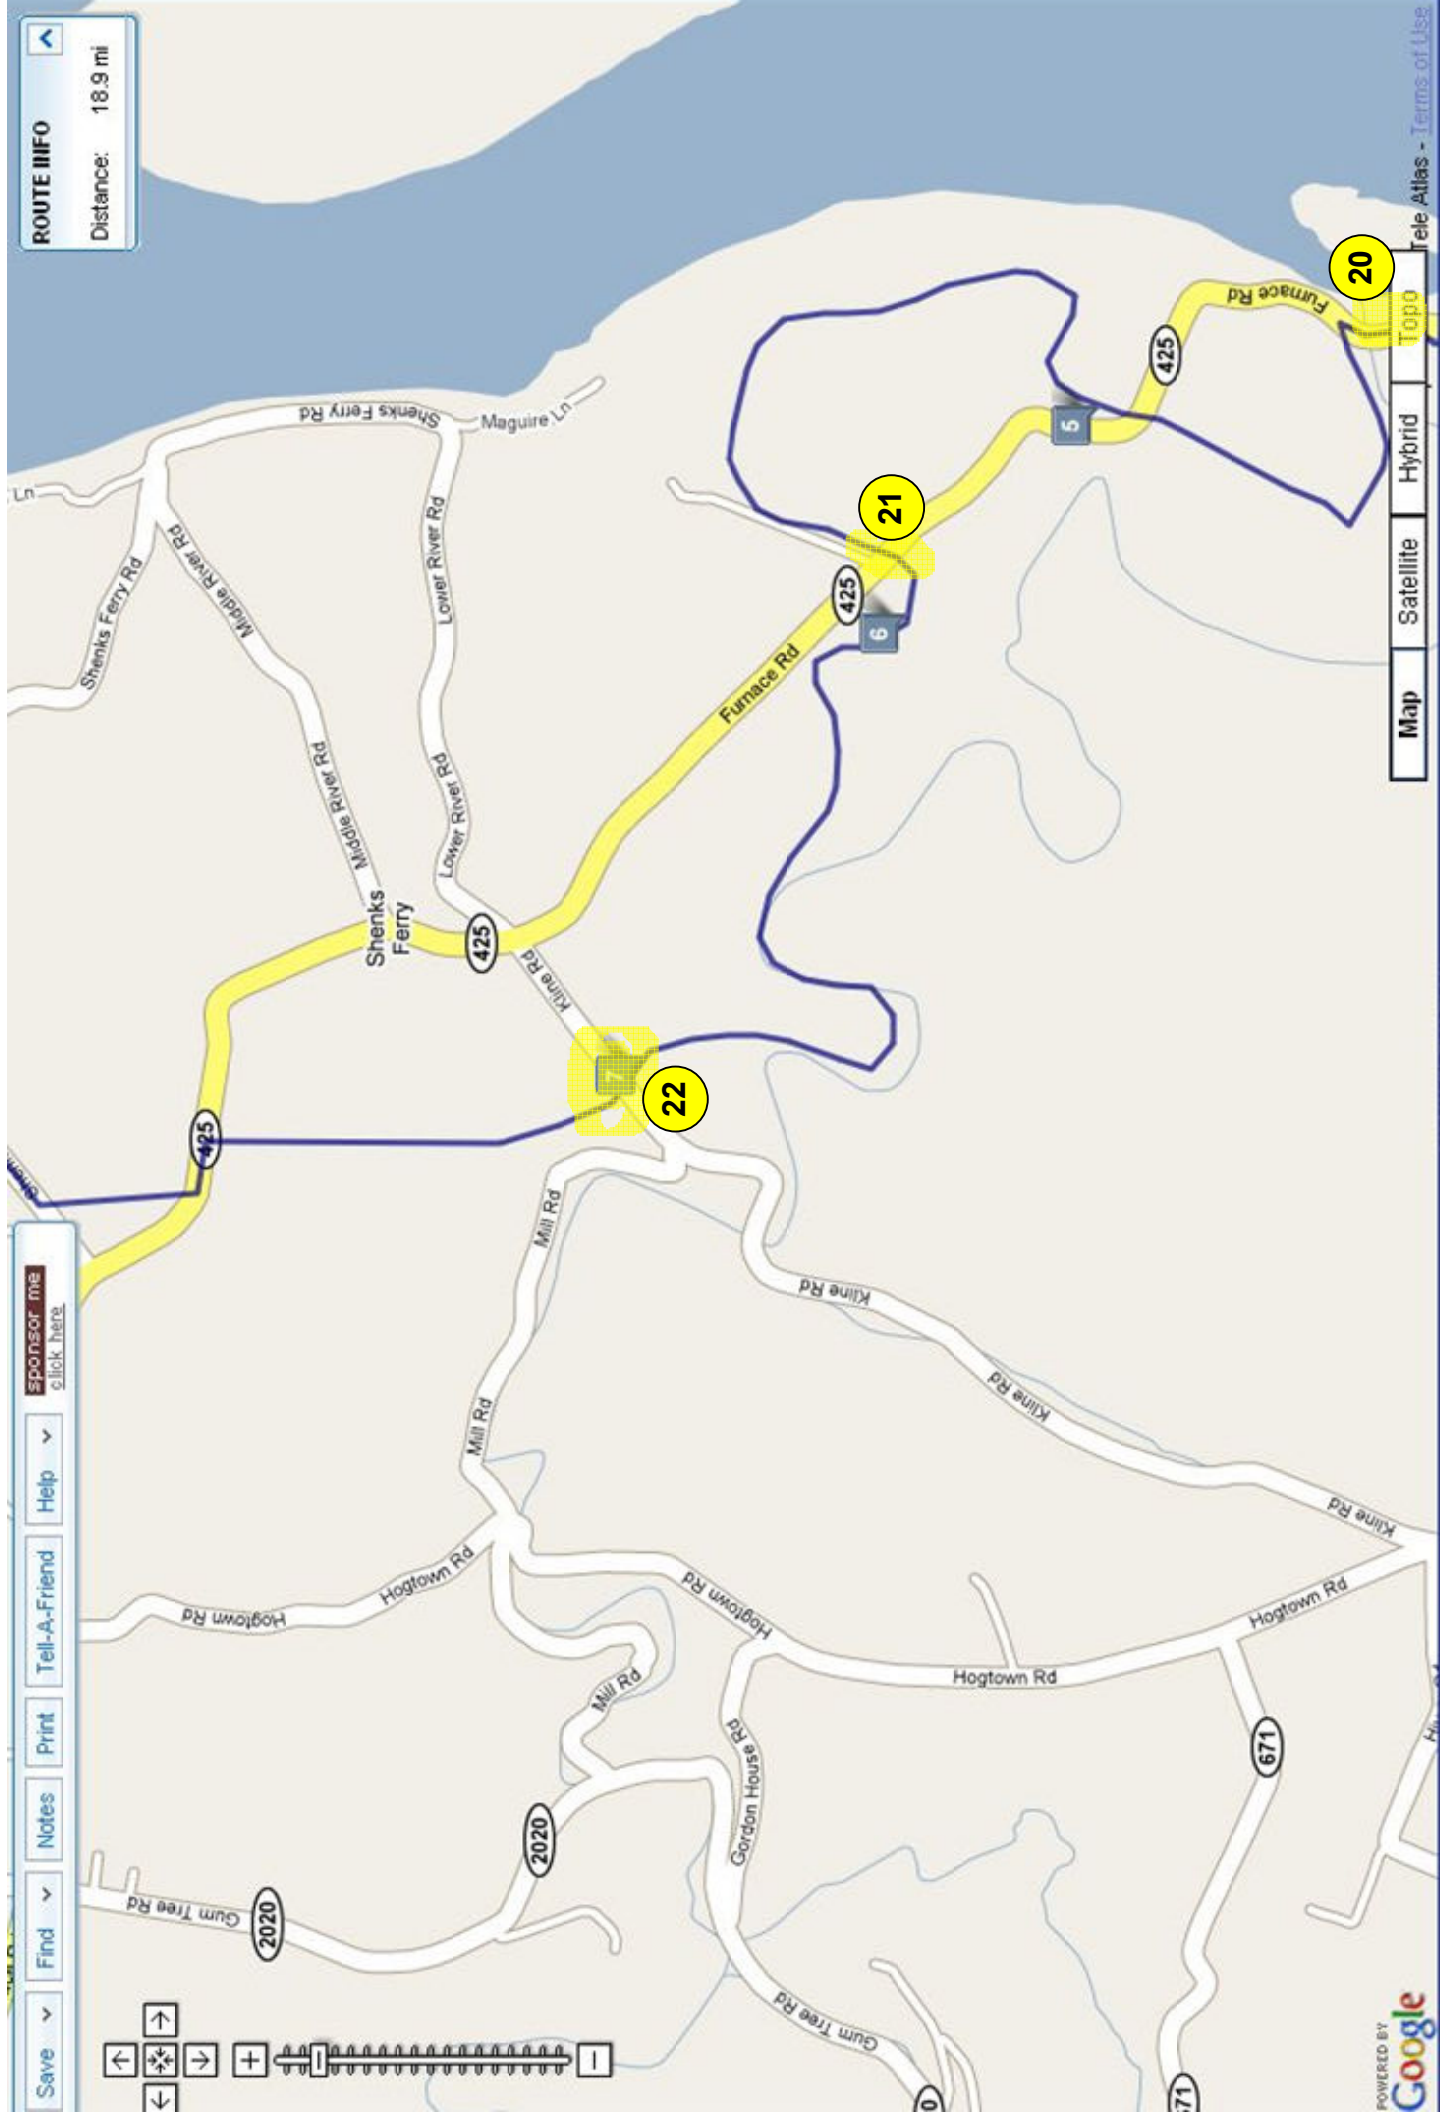 Save
Find
Notes
Print
Tell-A-Friend
Help
sponsor me
click here
ROUTE INFO
Distance: 18.9 mi
Gum Tree Rd
2020
2020
Hogtown Rd
Hogtown Rd
Mill Rd
Mill Rd
Mill Rd
425
Shenks Ferry Rd
Middle River Rd
Middle River Rd
Shenks
Ferry
425
Lower River Rd
Lower River Rd
Shenks Ferry Rd
Ln
Maguire Ln
Kline Rd
7
22
Hogtown Rd
Gordon House Rd
Gum Tree Rd
Kline Rd
Furnace Rd
425
6
21
Hogtown Rd
Kline Rd
5
425
671
Hogtown Rd
Kline Rd
Furnace Rd
20
0
71
POWERED BY
Google
Map
Satellite
Hybrid
Topo
Tele Atlas - Terms of Use